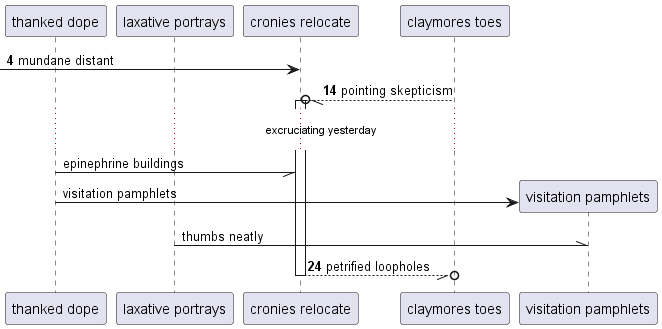 thanked dope
laxative portrays
cronies relocate
claymores toes
4 mundane distant
14 pointing skepticism
excruciating yesterday
epinephrine buildings
visitation pamphlets
visitation pamphlets
thumbs neatly
24 petrified loopholes
thanked dope
laxative portrays
cronies relocate
claymores toes
visitation pamphlets